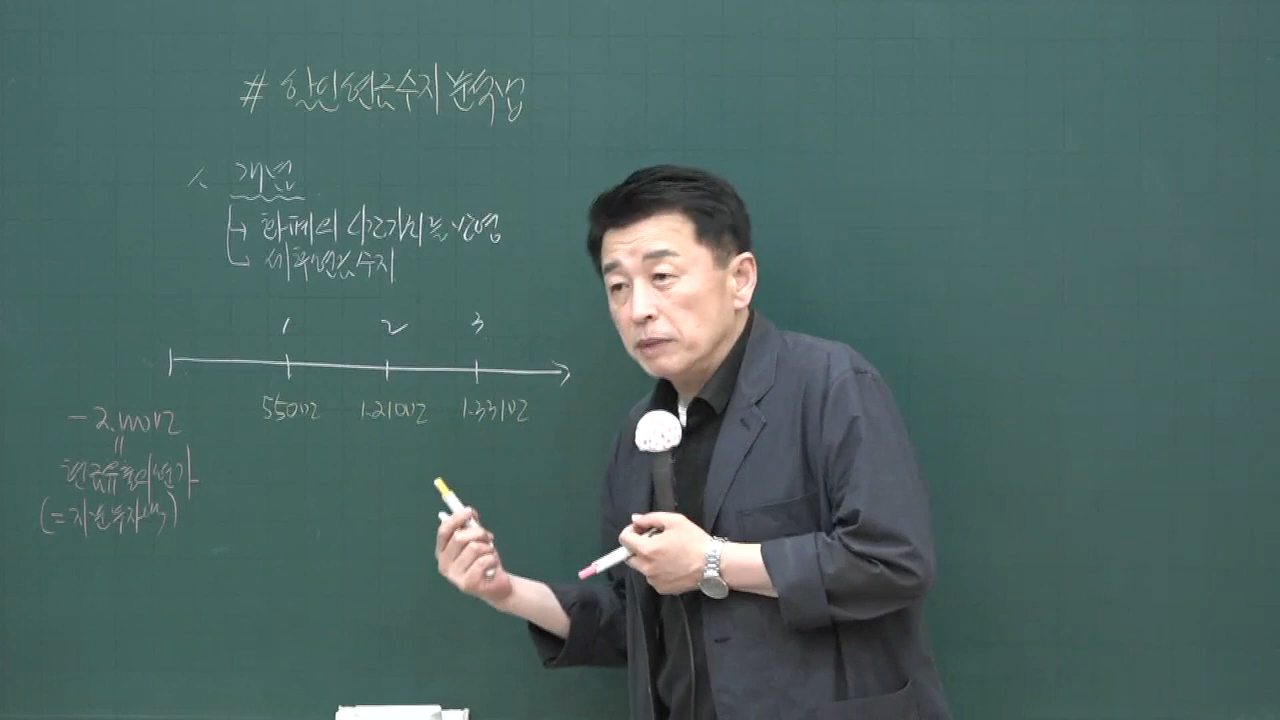 # 할인현금수지분석법
1. 개념
→ 화폐의 시간가치를 반영
세후현금수지
1 2 3
550만 1.210만 1.331만
- 2.000만
=
현금유출의 현가
(= 지분투자액)